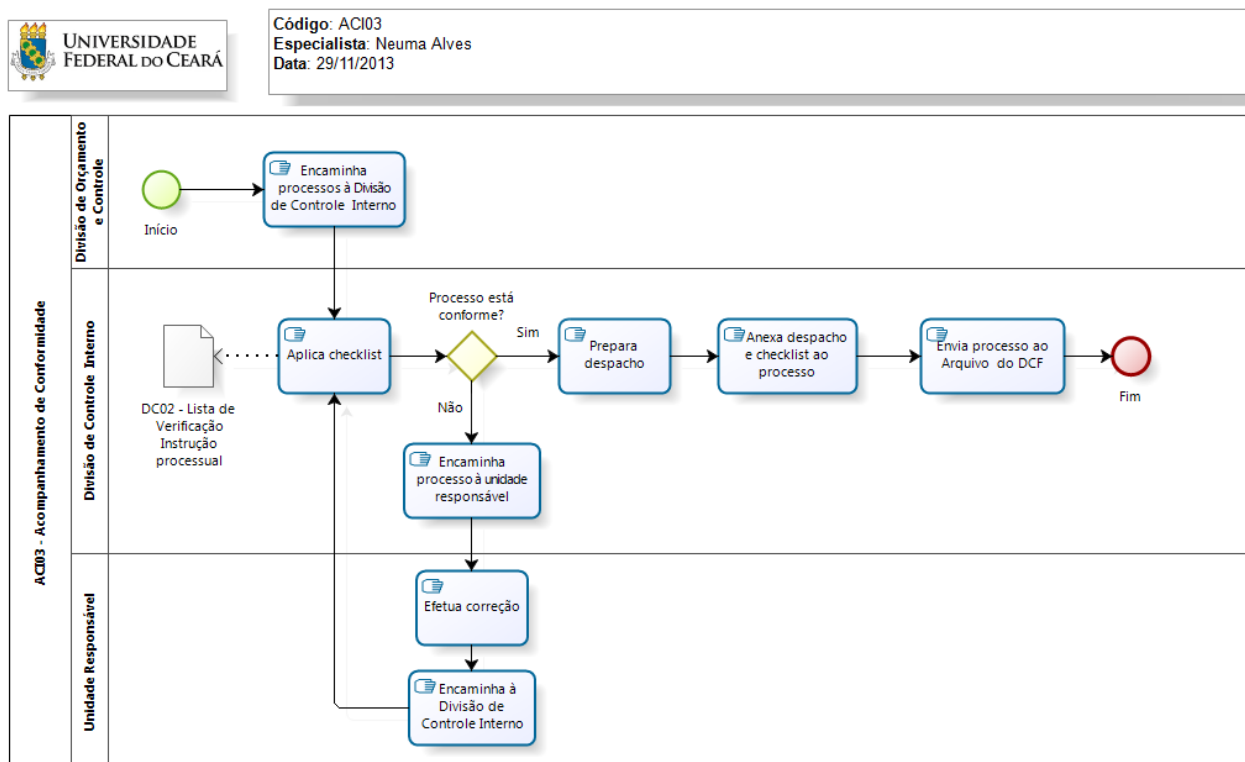 UNIVERSIDADE
FEDERAL DO CEARÁ
Código: ACI03
Especialista: Neuma Alves
Data: 29/11/2013
ACI03 - Acompanhamento de Conformidade
Divisão de Orçamento
e Controle
Início
Encaminha
processos à Divisão
de Controle Interno
Divisão de Controle Interno
DC02 - Lista de
Verificação
Instrução
processual
Aplica checklist
Processo está
conforme?
Sim
Não
Prepara
despacho
Anexa despacho
e checklist ao
processo
Envia processo ao
Arquivo do DCF
Fim
Encaminha
processo à unidade
responsável
Unidade Responsável
Efetua correção
Encaminha à
Divisão de
Controle Interno